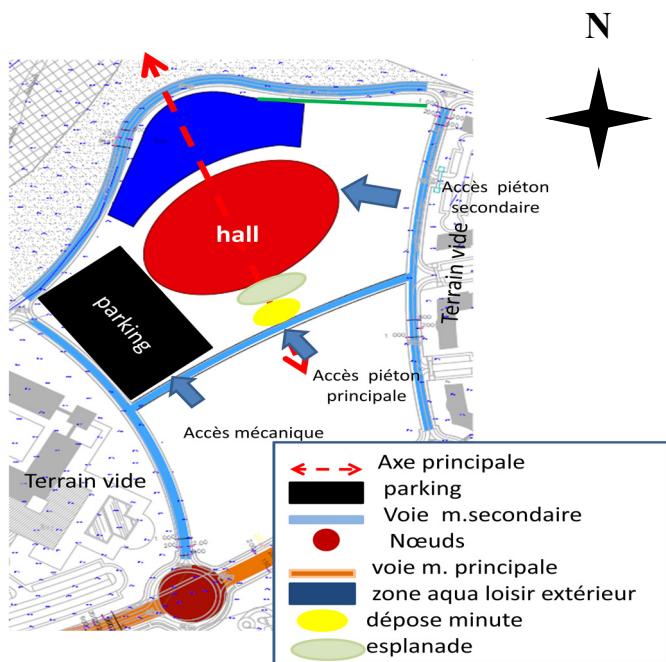 N
Accès piéton
secondaire
hall
Terrain vide
parking
Accès piéton
principale
Accès mécanique
Terrain vide
Axe principale
parking
Voie m.secondaire
Nœuds
voie m. principale
zone aqua loisir extérieur
dépose minute
esplanade